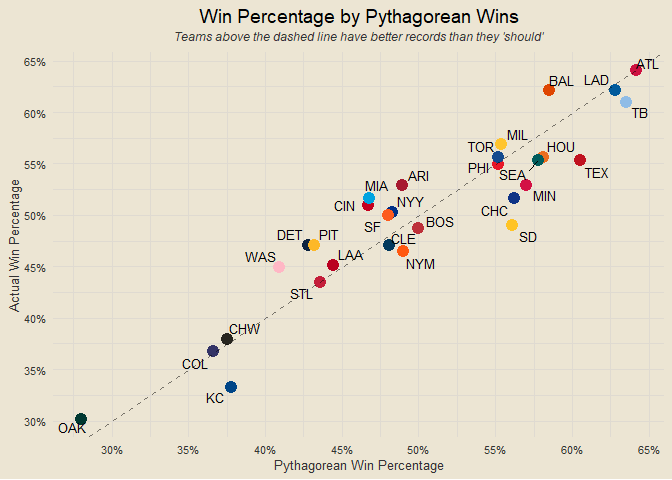 Win Percentage by Pythagorean Wins
Teams above the dashed line have better records than they 'should'
65%
60%
55%
50%
45%
40%
35%
30%
Actual Win Percentage
ATL
BAL
LAD
TB
MIL
TOR
HOU
PHI
SEA
TEX
ARI
MIA
MIN
CIN
NYY
CHC
SF
BOS
SD
DET
PIT
CLE
WAS
LAA
NYM
STL
CHW
COL
KC
OAK
30%
35%
40%
45%
50%
55%
60%
65%
Pythagorean Win Percentage